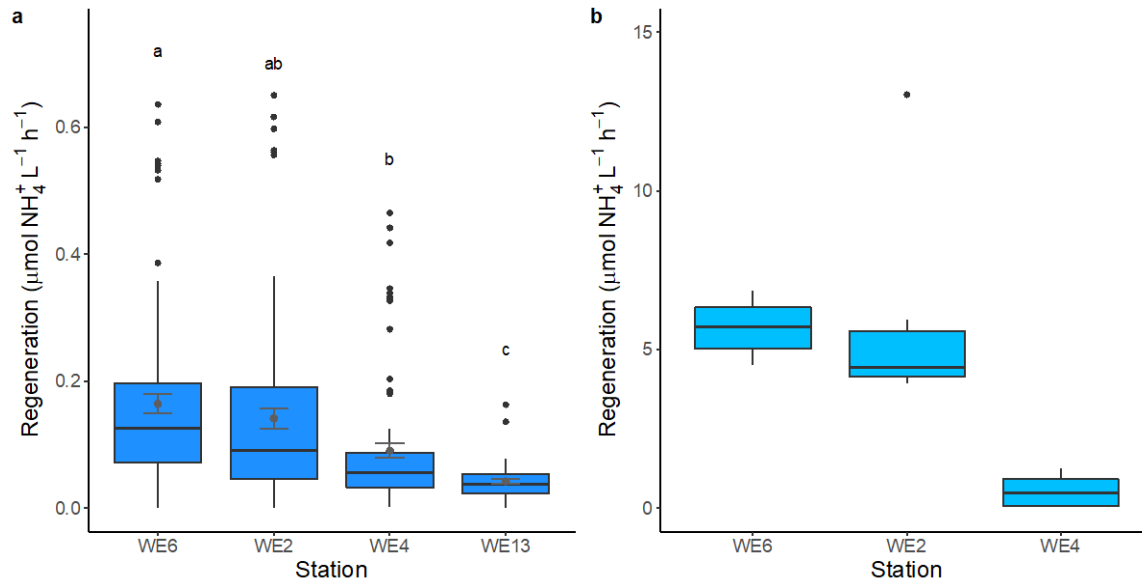 a
Regeneration (μmol NH₄⁺ L⁻¹ h⁻¹)
0.6
0.4
0.2
0.0
a
ab
b
c
WE6 WE2 WE4 WE13
Station
b
Regeneration (μmol NH₄⁺ L⁻¹ h⁻¹)
15
10
5
0
WE6 WE2 WE4
Station